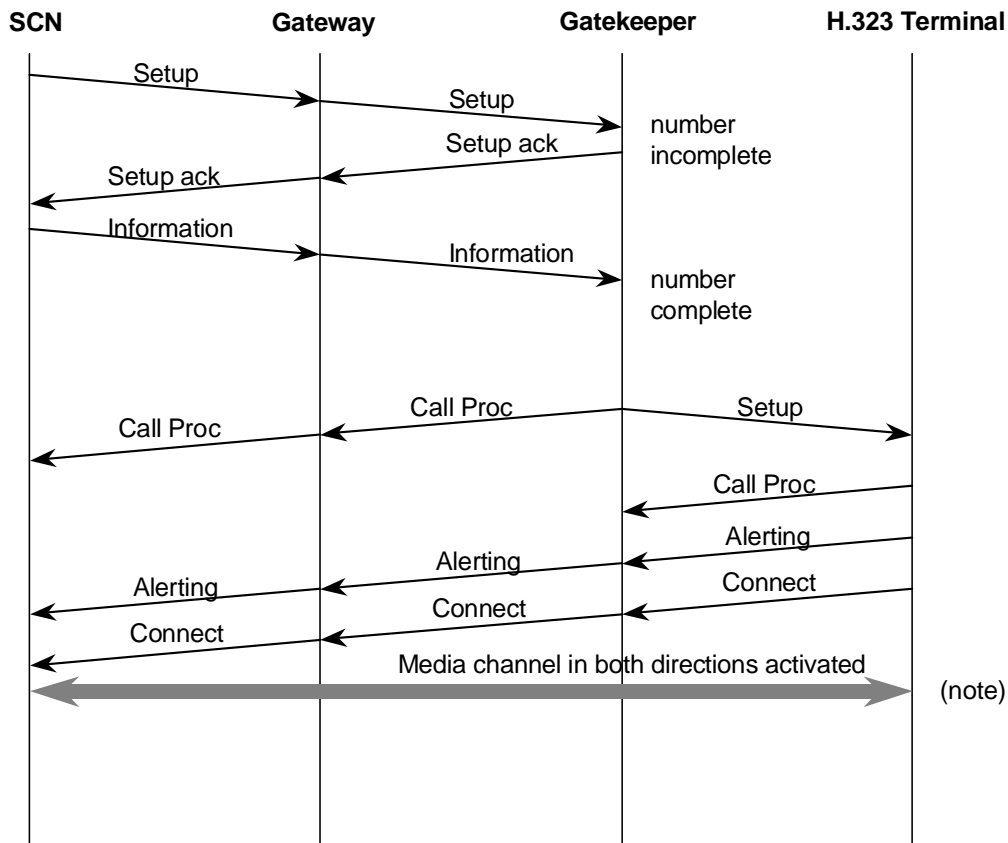 SCN Gateway Gatekeeper H.323 Terminal
Setup
Setup
number
incomplete
Setup ack
Setup ack
Information
Information
number
complete
Call Proc
Setup
Call Proc
Call Proc
Alerting
Alerting
Alerting
Connect
Connect
Connect
Media channel in both directions activated
(note)